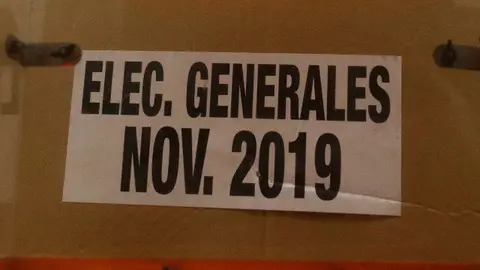 ELEC. GENERALES
NOV. 2019